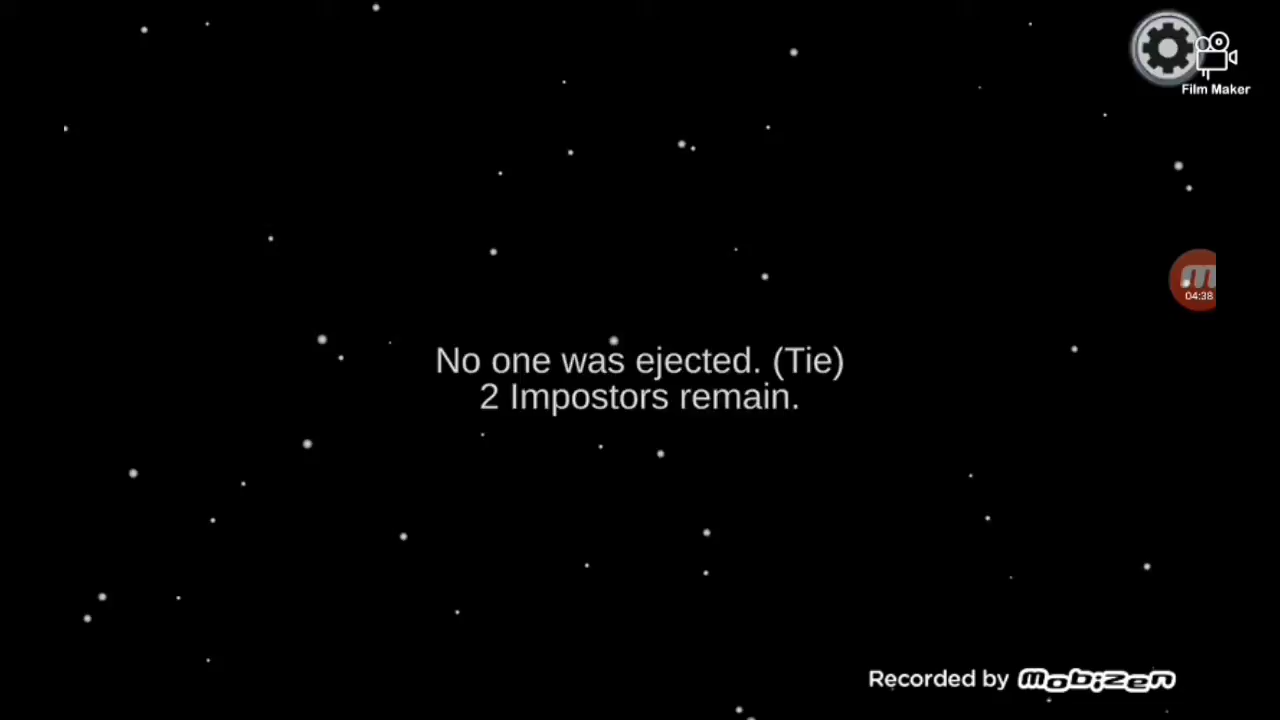 Film Maker
04:38
No one was ejected. (Tie)
2 Impostors remain.
Recorded by mobizen